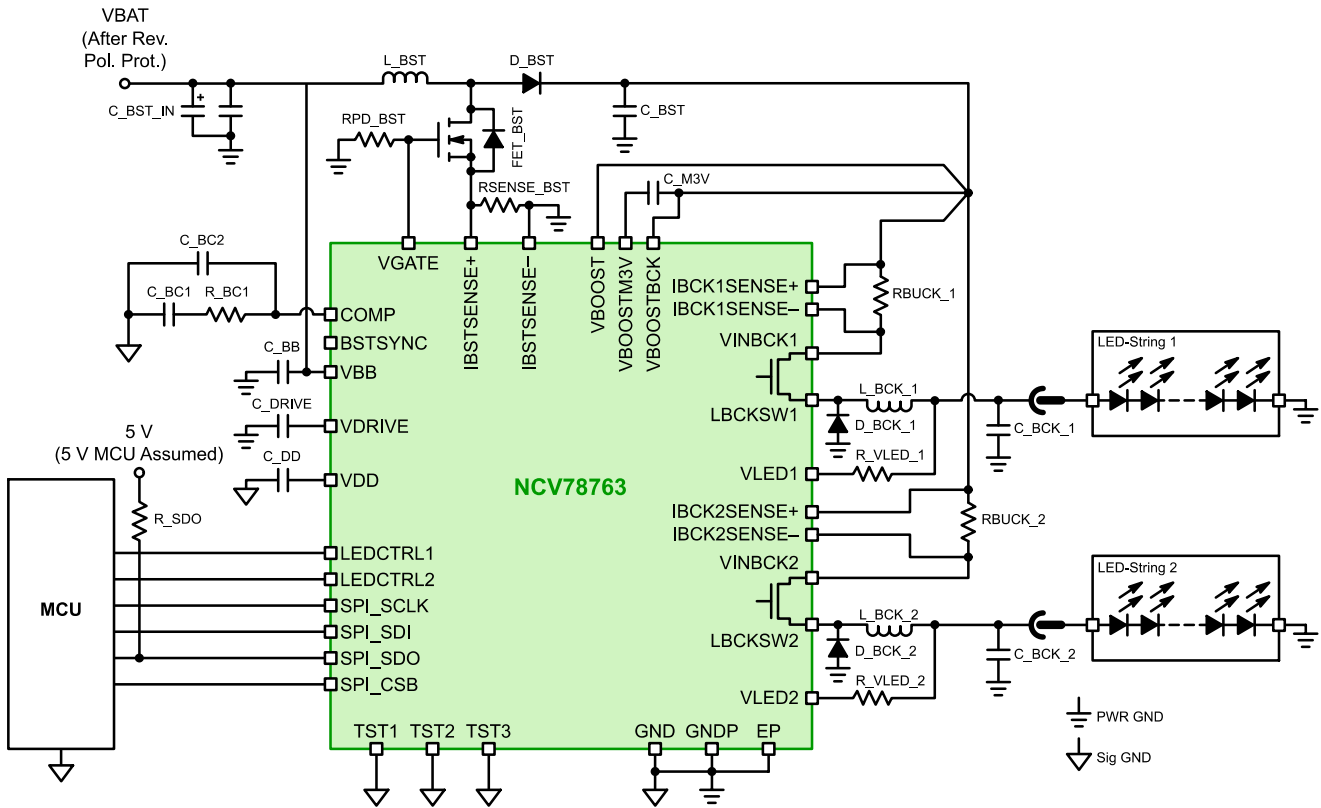 VBAT
(After Rev.
Pol. Prot.)
L_BST
D_BST
C_BST_IN
+
C_BST
RPD_BST
FET_BST
RSENSE_BST
C_M3V
C_BC2
C_BC1
R_BC1
VGATE
IBSTSENSE+
IBSTSENSE–
VBOOST
VBOOSTM3V
VBOOSTBCK
COMP
BSTSYNC
C_BB
VBB
C_DRIVE
VDRIVE
C_DD
VDD
5 V
(5 V MCU Assumed)
R_SDO
MCU
LEDCTRL1
LEDCTRL2
SPI_SCLK
SPI_SDI
SPI_SDO
SPI_CSB
NCV78763
IBCK1SENSE+
IBCK1SENSE–
RBUCK_1
VINBCK1
LBCKSW1
L_BCK_1
D_BCK_1
C_BCK_1
LED-String 1
R_VLED_1
VLED1
IBCK2SENSE+
IBCK2SENSE–
RBUCK_2
VINBCK2
LBCKSW2
L_BCK_2
D_BCK_2
C_BCK_2
LED-String 2
R_VLED_2
VLED2
TST1 TST2 TST3
GND GNDP EP
PWR GND
Sig GND